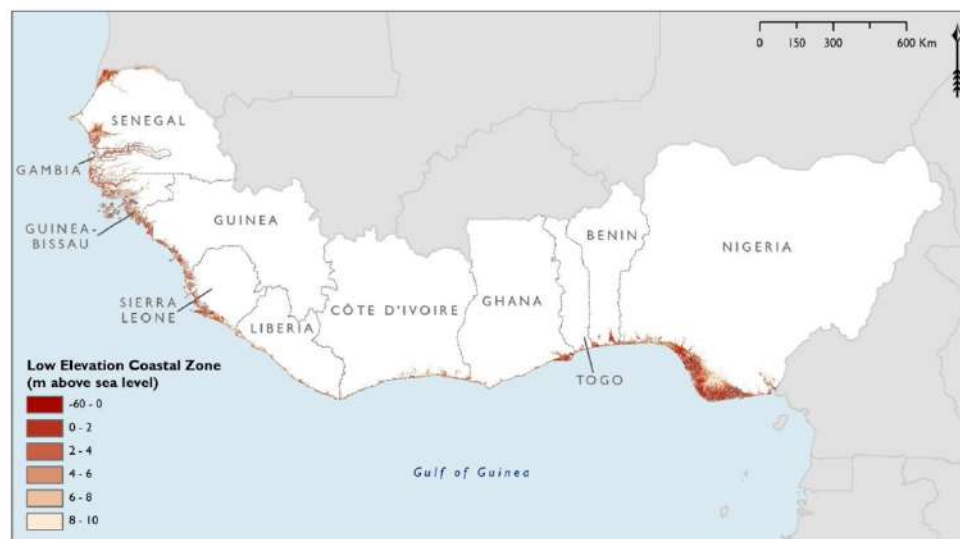 0 150 300 600 Km
SENEGAL
GAMBIA
GUINEA-
BISSAU
GUINEA
SIERRA
LEONE
LIBERIA
CÔTE D'IVOIRE
GHANA
TOGO
BENIN
NIGERIA
Low Elevation Coastal Zone
(m above sea level)
-60 - 0
0 - 2
2 - 4
4 - 6
6 - 8
8 - 10
Gulf of Guinea